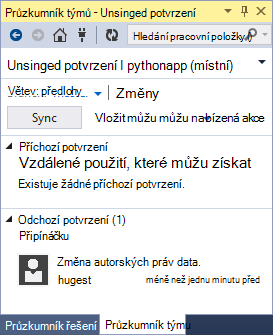 Průzkumník týmů - Unsinged potvrzení
Hledání pracovní položky
Unsinged potvrzení | pythonapp (místní)
Větev: předlohy | Změny
Sync Vložit můžu můžu nabízená akce
Příchozí potvrzení
Vzdálené použití, které můžu získat
Existuje žádné příchozí potvrzení.
Odchozí potvrzení (1)
Připínáčku
Změna autorských práv data.
hugest méně než jednu minutu před
Průzkumník řešení Průzkumník týmu